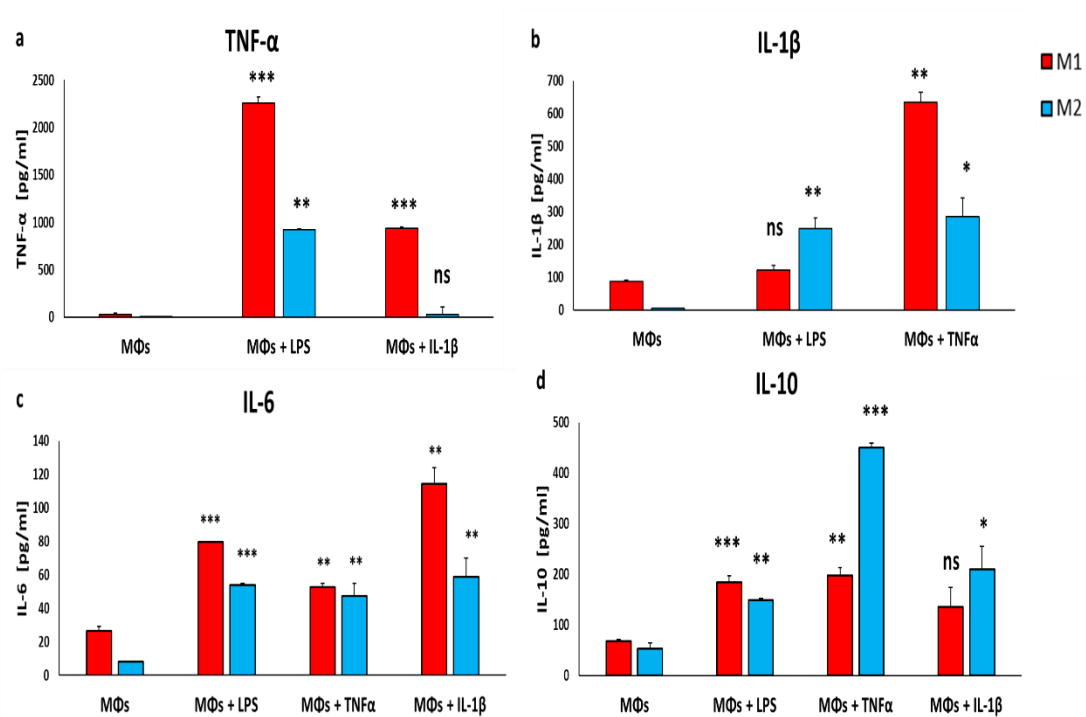 a
TNF-α
TNF-α [pg/ml]
2500
2000
1500
1000
500
0
***
**
***
ns
MΦs
MΦs + LPS
MΦs + IL-1β
b
IL-1β
IL-1β [pg/ml]
700
600
500
400
300
200
100
0
ns
**
**
*
MΦs
MΦs + LPS
MΦs + TNFα
M1
M2
c
IL-6
IL-6 [pg/ml]
140
120
100
80
60
40
20
0
***
***
**
**
**
**
MΦs
MΦs + LPS
MΦs + TNFα
MΦs + IL-1β
d
IL-10
IL-10 [pg/ml]
500
400
300
200
100
0
***
**
**
***
ns
*
MΦs
MΦs + LPS
MΦs + TNFα
MΦs + IL-1β